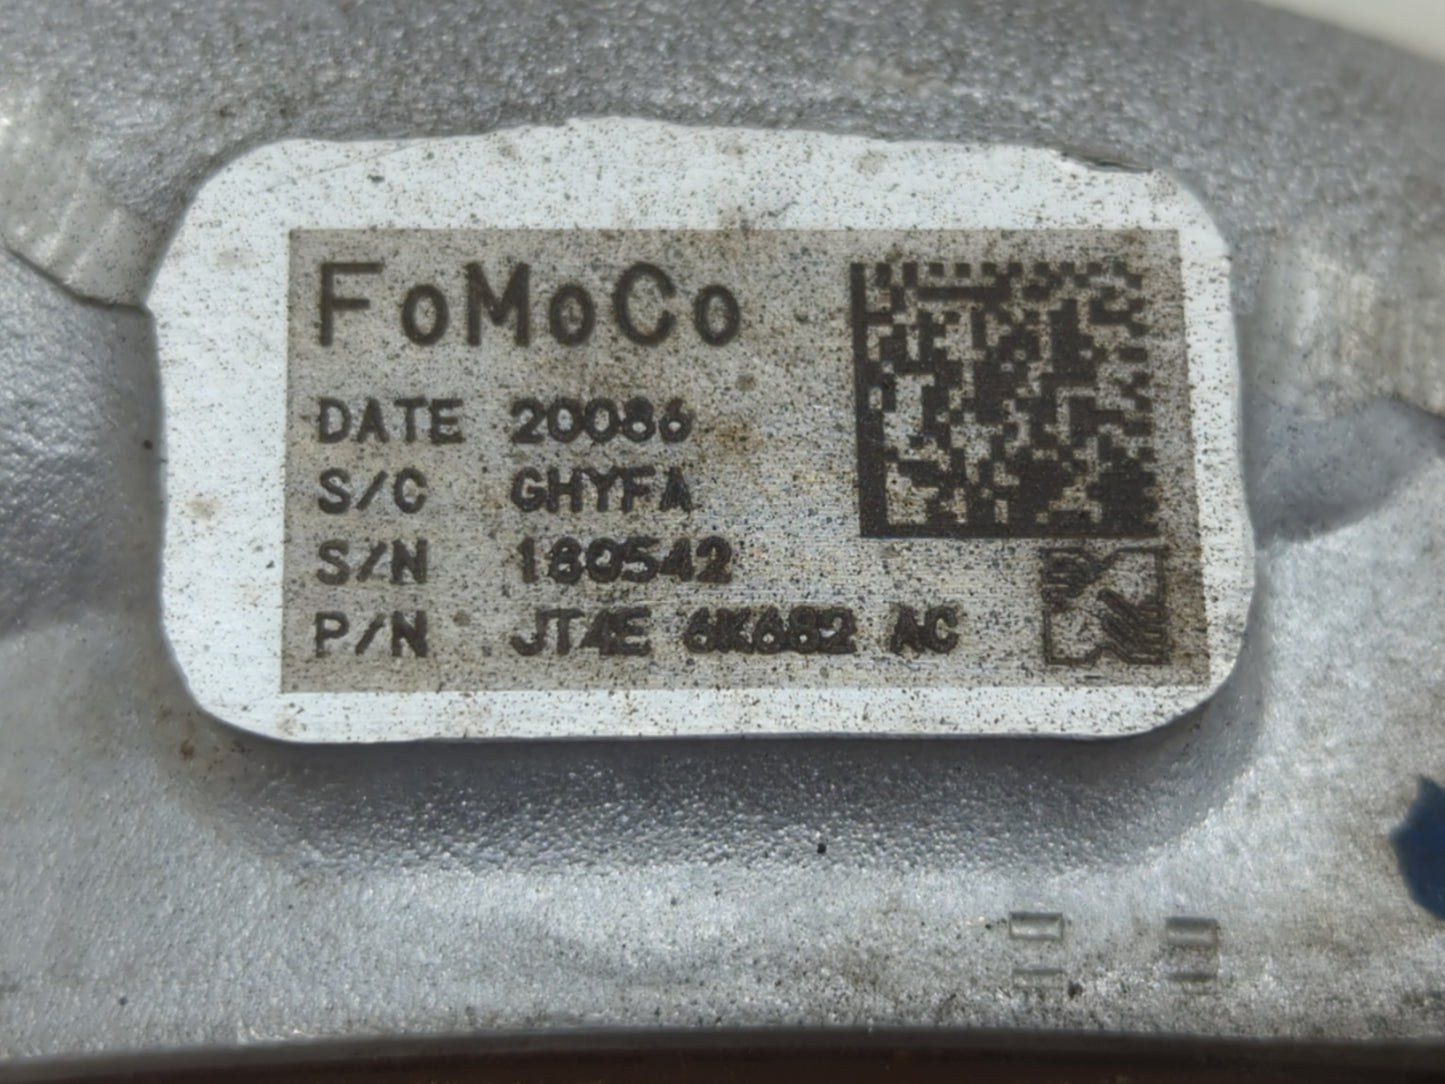 FoMoCo
DATE 20086
S/C GHYFA
S/N 180542
P/N JT4E 6K682 AC